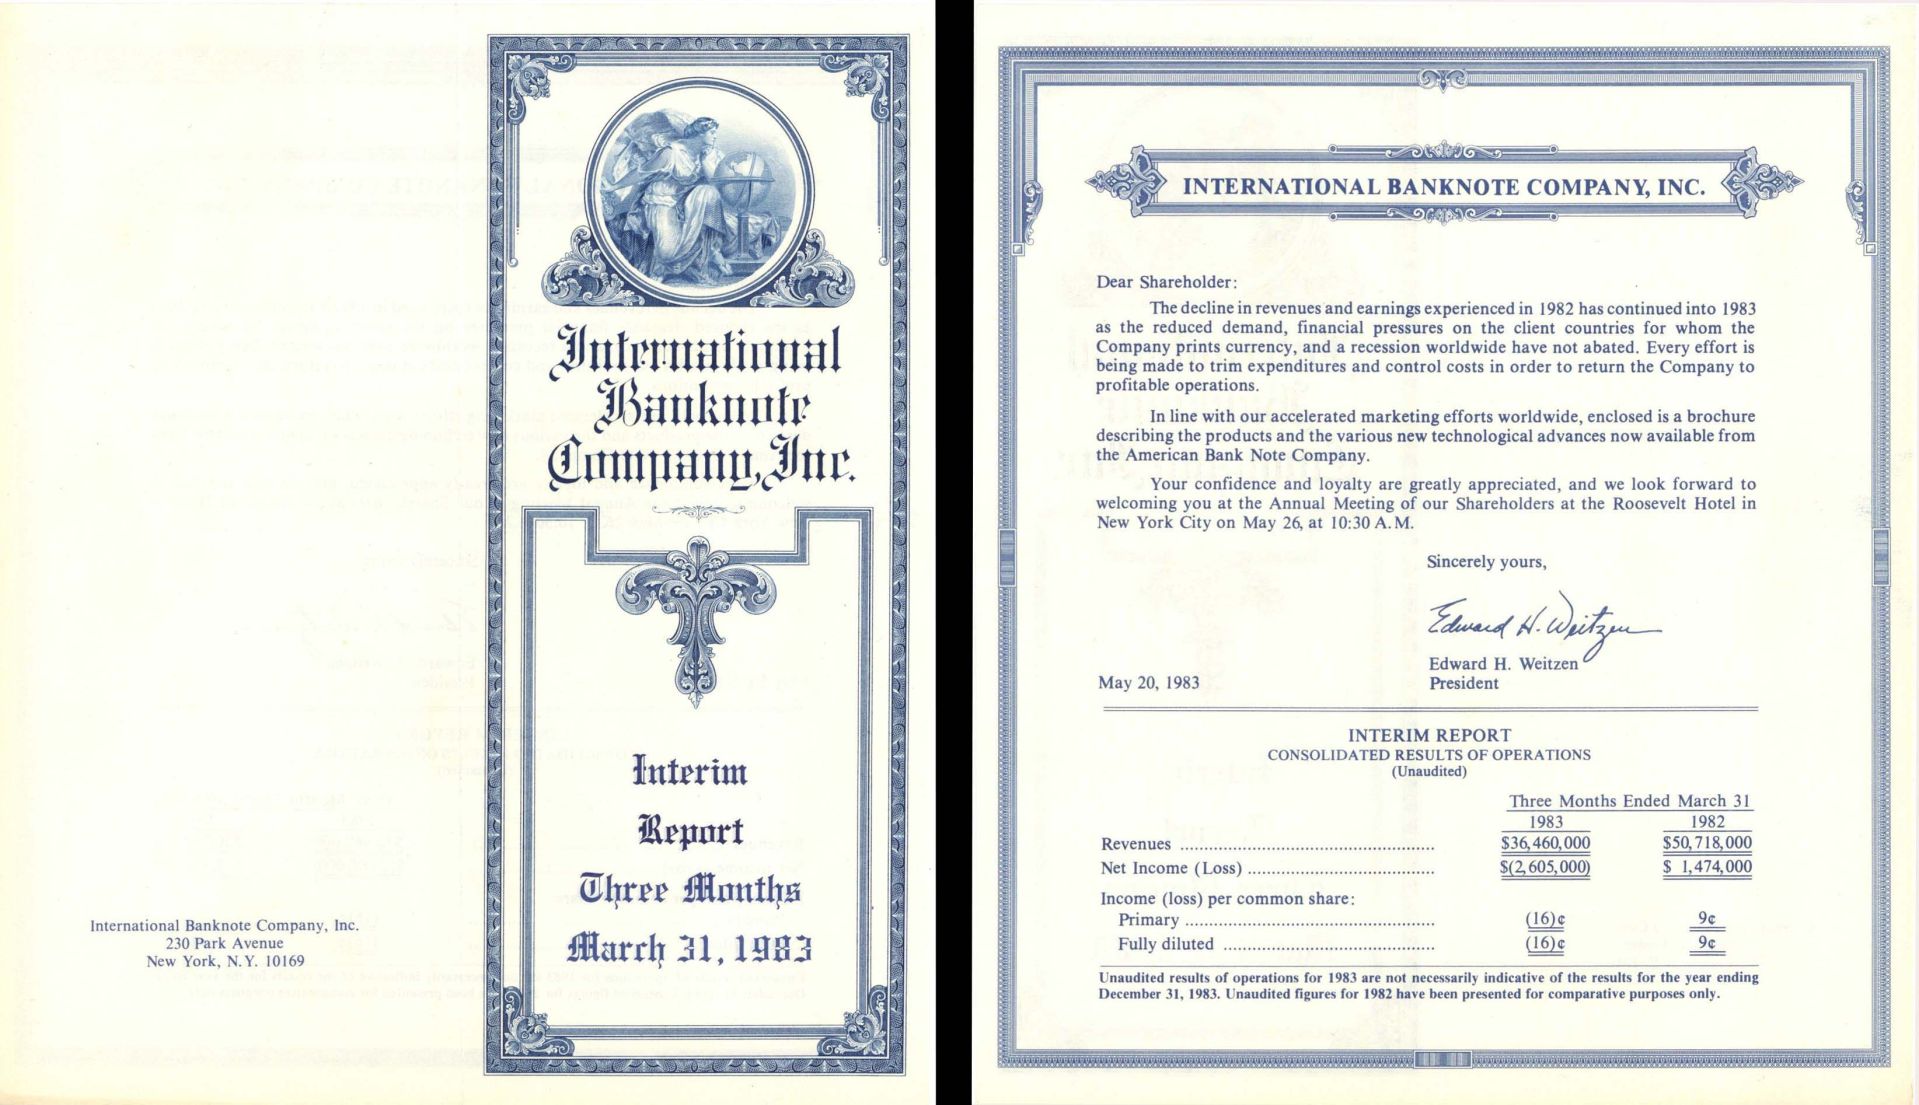 International
Banknote
Company, Inc.
Interim
Report
Three Months
March 31, 1983
International Banknote Company, Inc.
230 Park Avenue
New York, N.Y. 10169
INTERNATIONAL BANKNOTE COMPANY, INC.
Dear Shareholder:
The decline in revenues and earnings experienced in 1982 has continued into 1983
as the reduced demand, financial pressures on the client countries for whom the
Company prints currency, and a recession worldwide have not abated. Every effort is
being made to trim expenditures and control costs in order to return the Company to
profitable operations.
In line with our accelerated marketing efforts worldwide, enclosed is a brochure
describing the products and the various new technological advances now available from
the American Bank Note Company.
Your confidence and loyalty are greatly appreciated, and we look forward to
welcoming you at the Annual Meeting of our Shareholders at the Roosevelt Hotel in
New York City on May 26, at 10:30 A.M.
Sincerely yours,
Edward H. Weitzen
Edward H. Weitzen
May 20, 1983 President
INTERIM REPORT
CONSOLIDATED RESULTS OF OPERATIONS
(Unaudited)
Three Months Ended March 31
1983 1982
Revenues ................................................ $36,460,000 $50,718,000
Net Income (Loss) ................................... $(2,605,000) $ 1,474,000
Income (loss) per common share:
Primary ............................................... (16)¢ 9¢
Fully diluted ........................................ (16)¢ 9¢
Unaudited results of operations for 1983 are not necessarily indicative of the results for the year ending
December 31, 1983. Unaudited figures for 1982 have been presented for comparative purposes only.